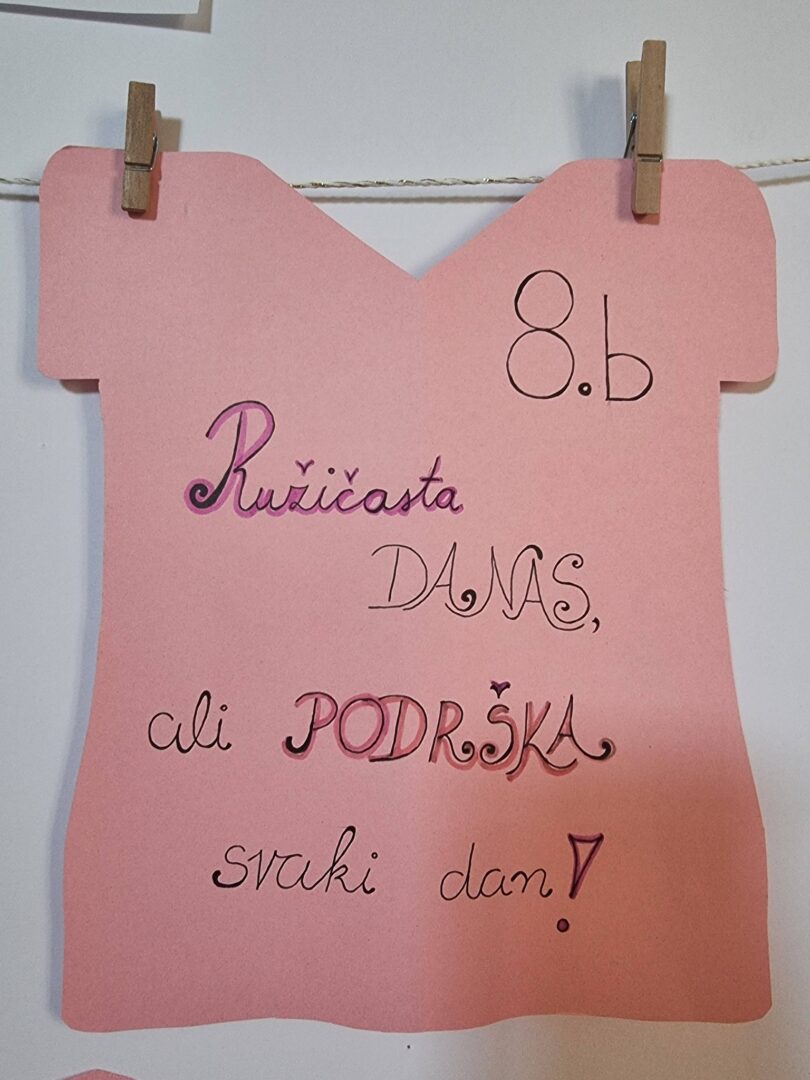 8.b
Ružičasta
DANAS,
ali PODRŠKA
svaki dan!